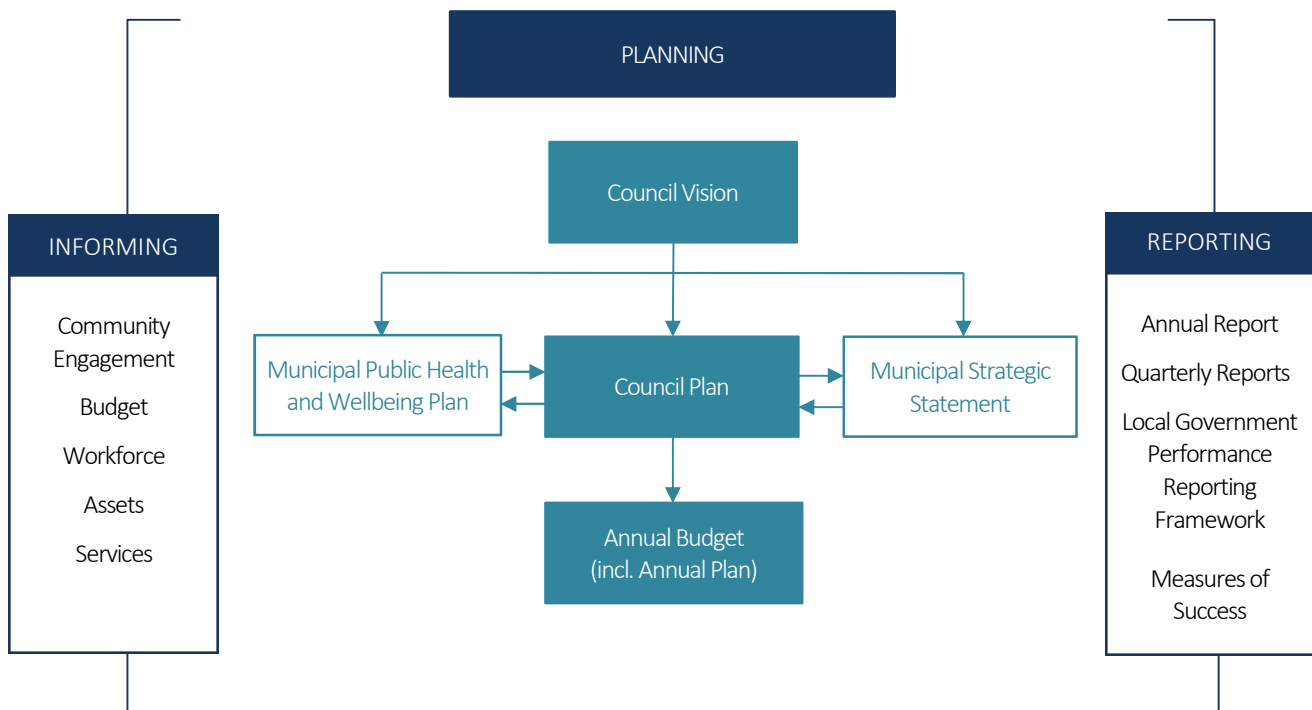 PLANNING
Council Vision
INFORMING
Community
Engagement
Budget
Workforce
Assets
Services
Municipal Public Health
and Wellbeing Plan
Council Plan
Municipal Strategic
Statement
Annual Budget
(incl. Annual Plan)
REPORTING
Annual Report
Quarterly Reports
Local Government
Performance
Reporting
Framework
Measures of
Success